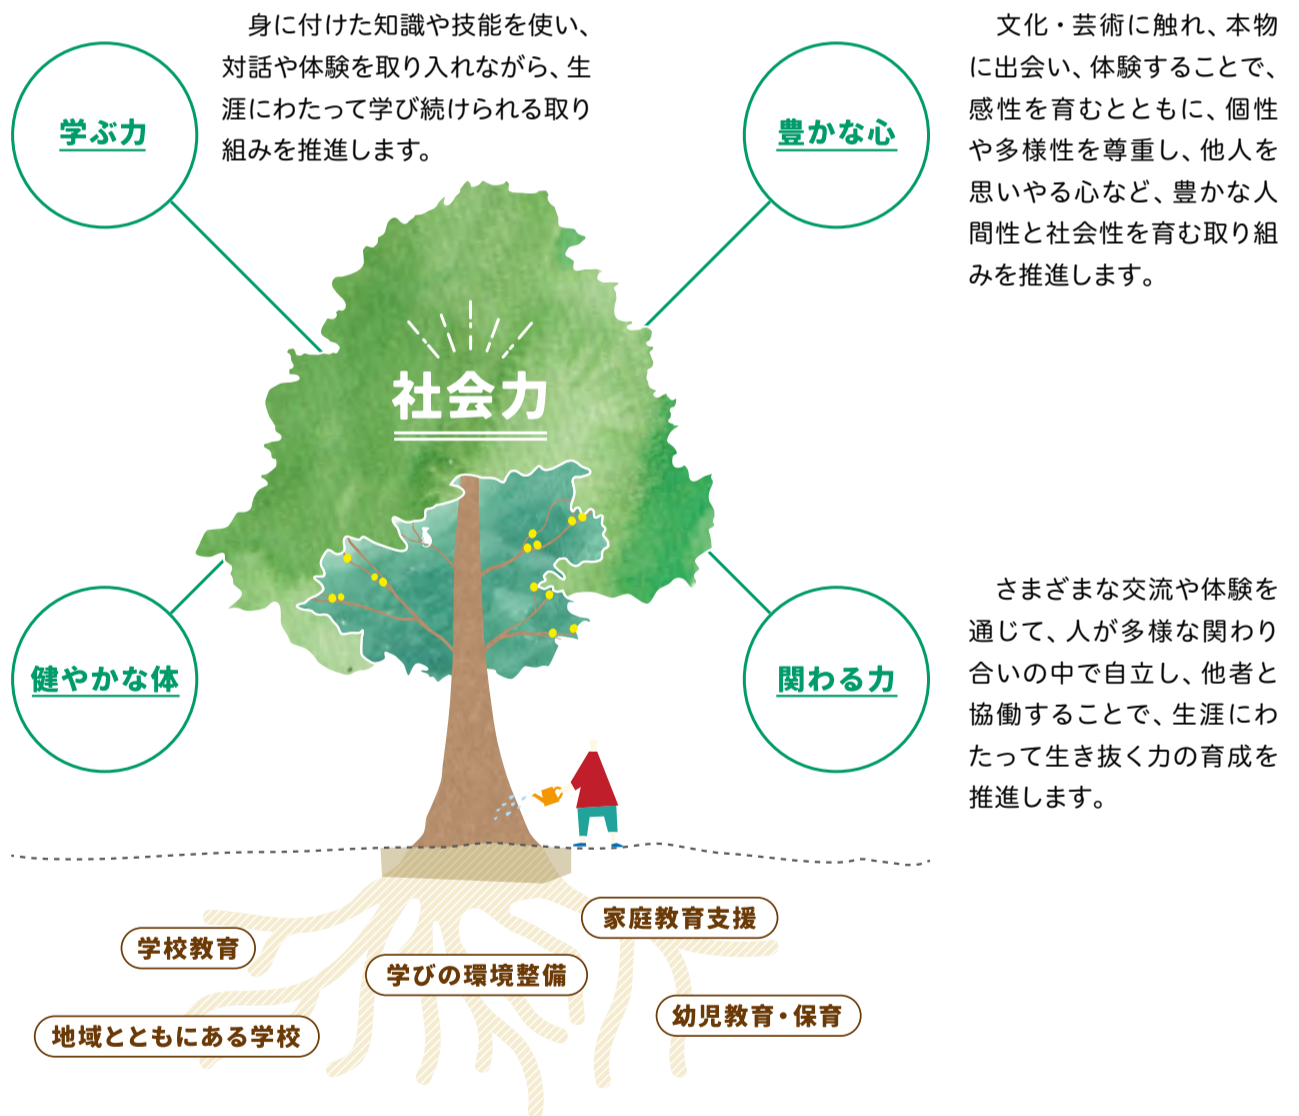 学ぶ力
身に付けた知識や技能を使い、
対話や体験を取り入れながら、生
涯にわたって学び続けられる取り
組みを推進します。
豊かな心
文化・芸術に触れ、本物
に出会い、体験することで、
感性を育むとともに、個性
や多様性を尊重し、他人を
思いやる心など、豊かな人
間性と社会性を育む取り組
みを推進します。
社会力
健やかな体
関わる力
さまざまな交流や体験を
通じて、人が多様な関わり
合いの中で自立し、他者と
協働することで、生涯にわ
たって生き抜く力の育成を
推進します。
家庭教育支援
学校教育
学びの環境整備
幼児教育・保育
地域とともにある学校